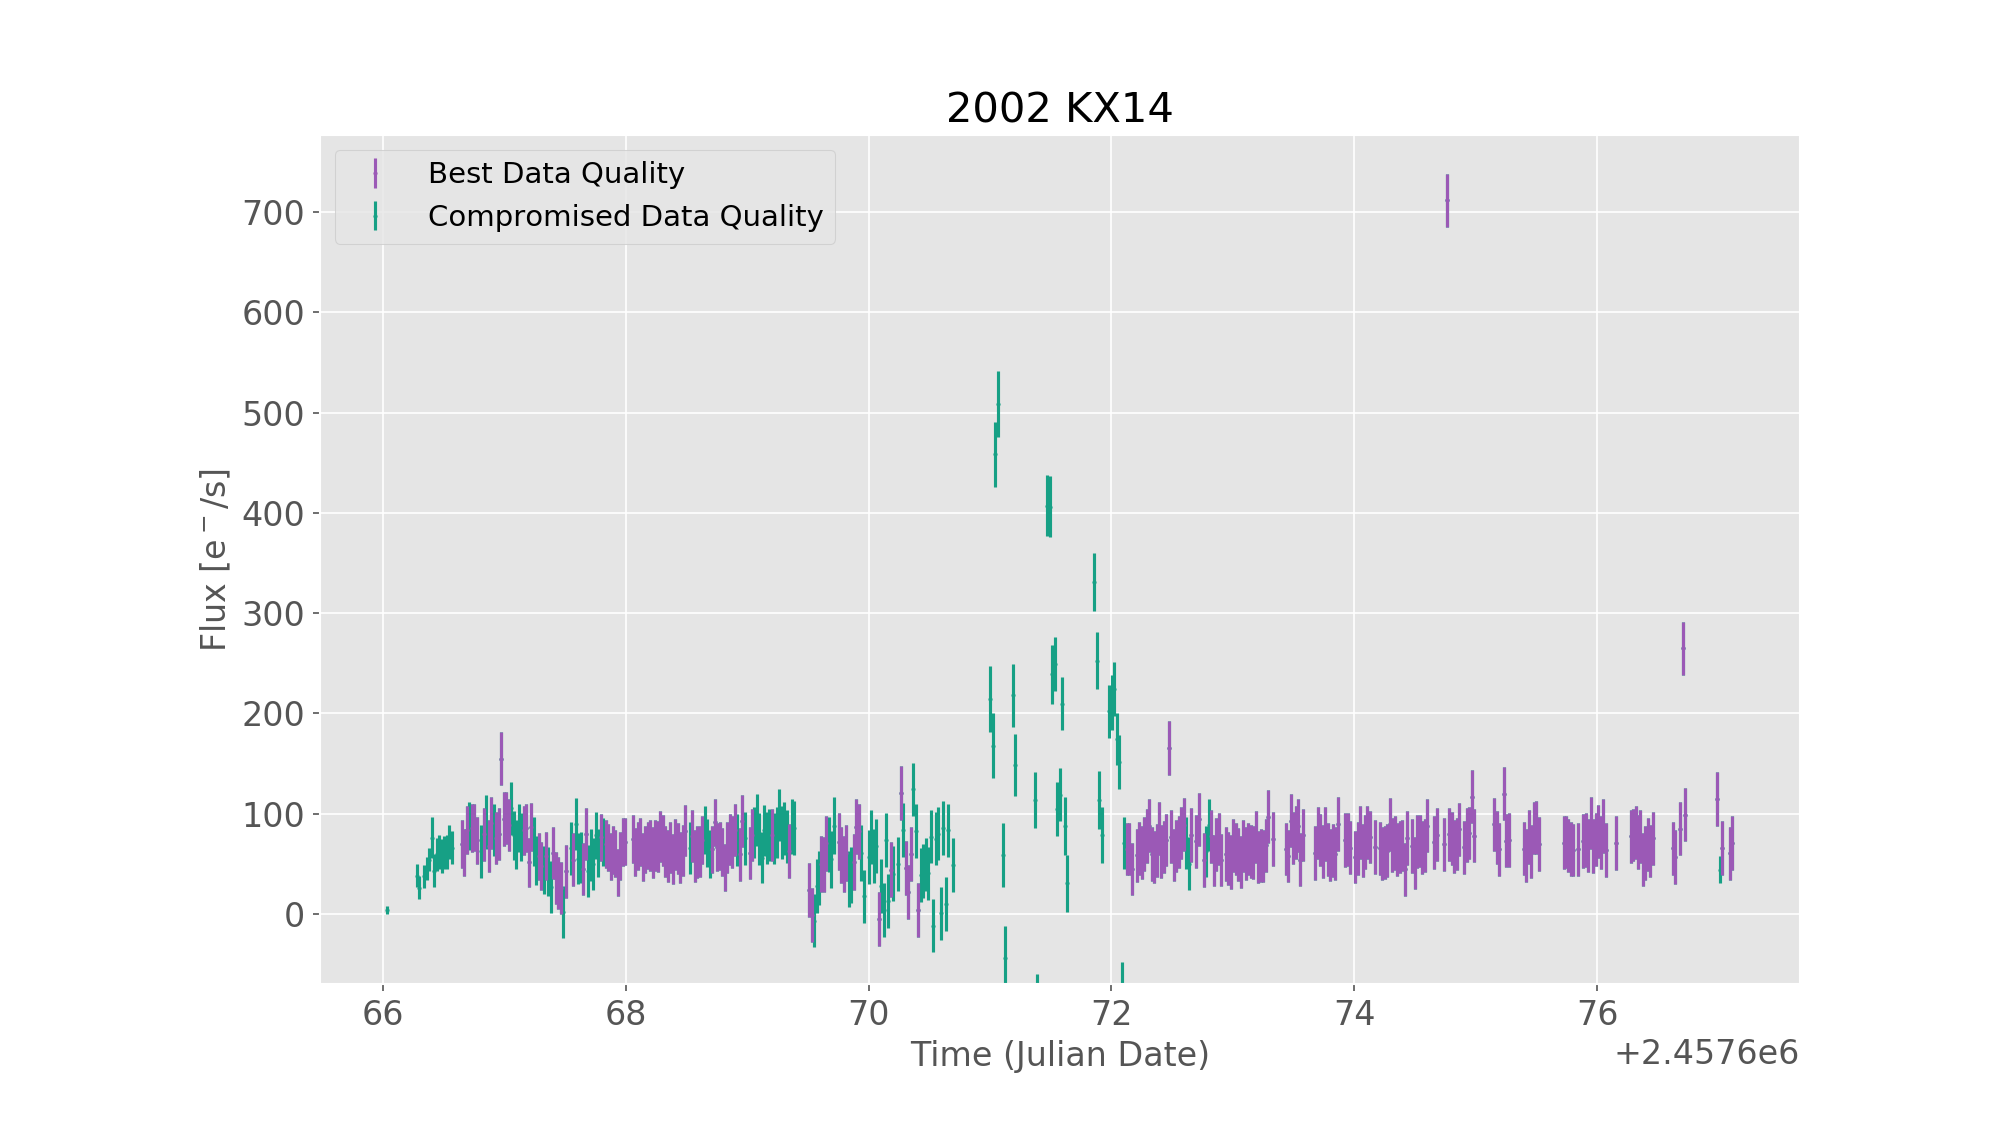 2002 KX14
Best Data Quality
Compromised Data Quality
700
600
500
400
300
200
100
0
Flux [e⁻/s]
66 68 70 72 74 76
Time (Julian Date)
+2.4576e6